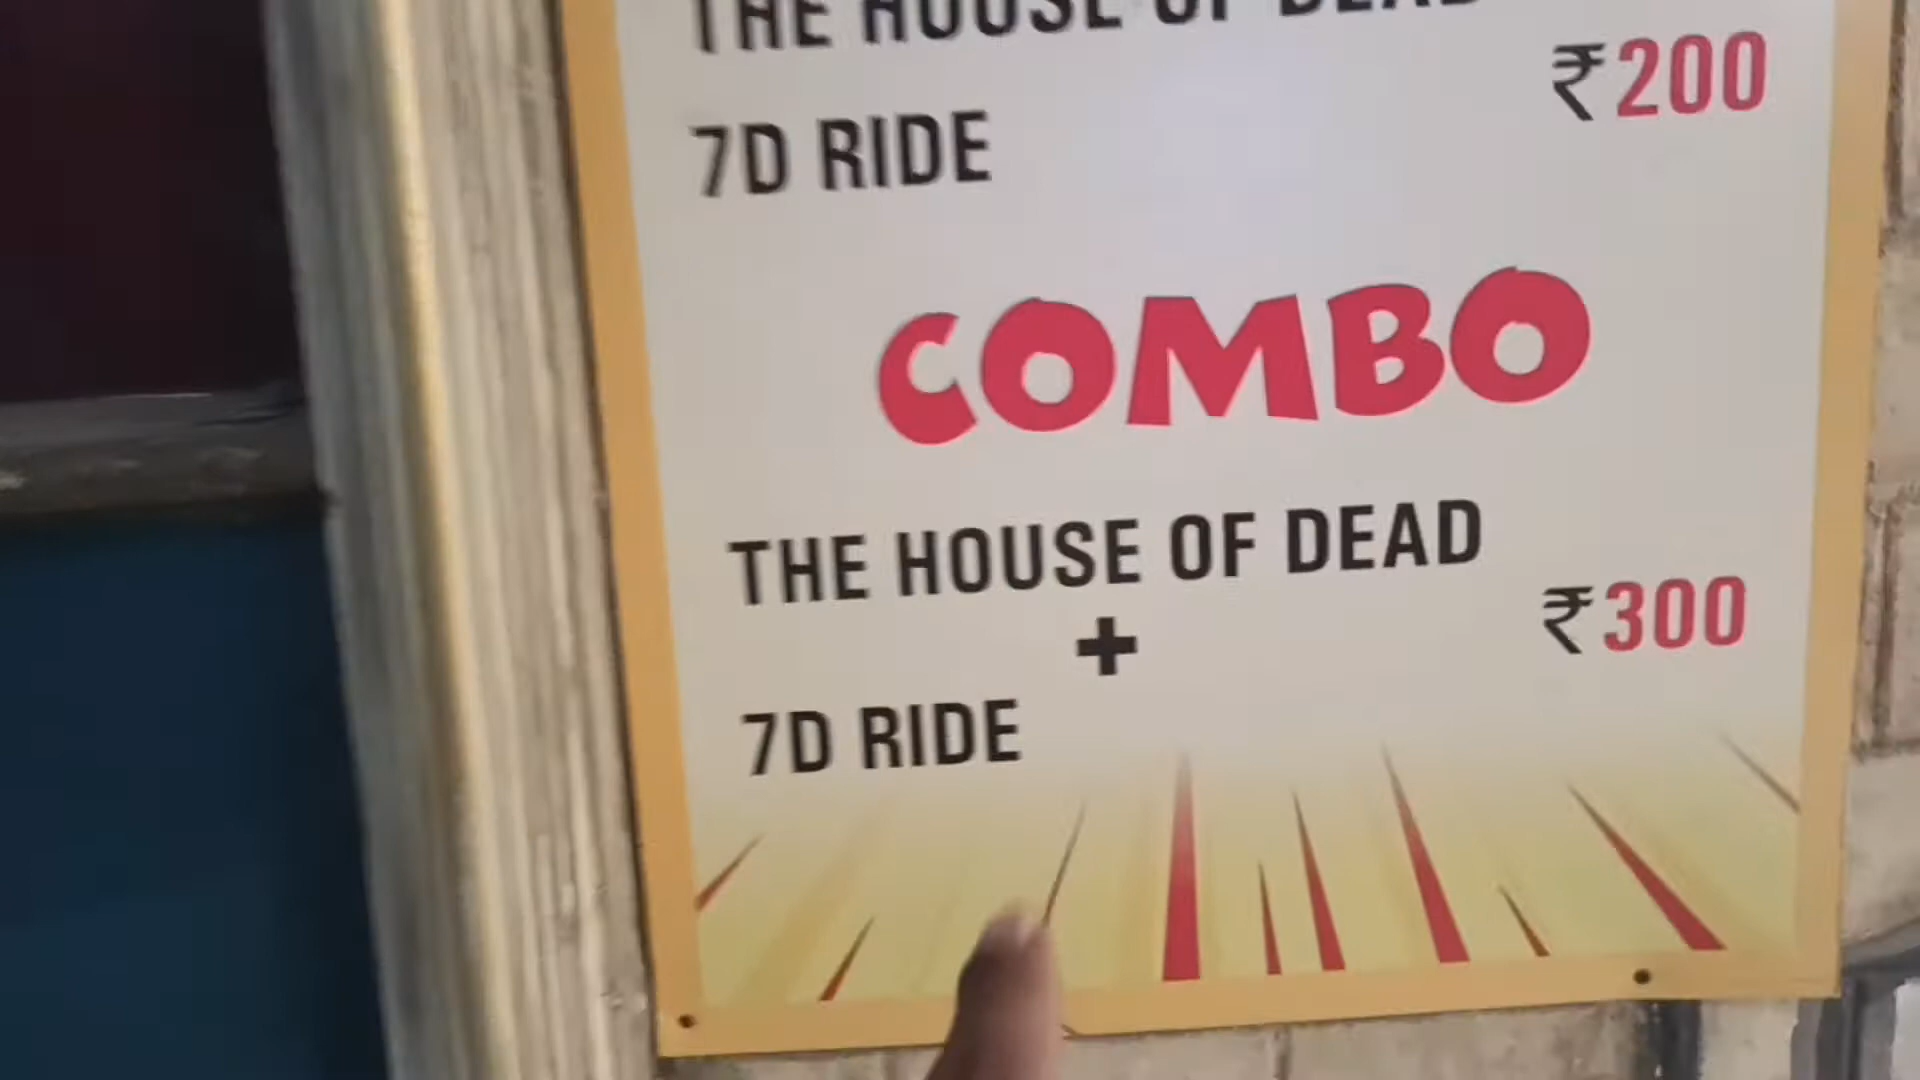 THE HOUSE OF DEAD
₹200
7D RIDE
COMBO
THE HOUSE OF DEAD
+
₹300
7D RIDE